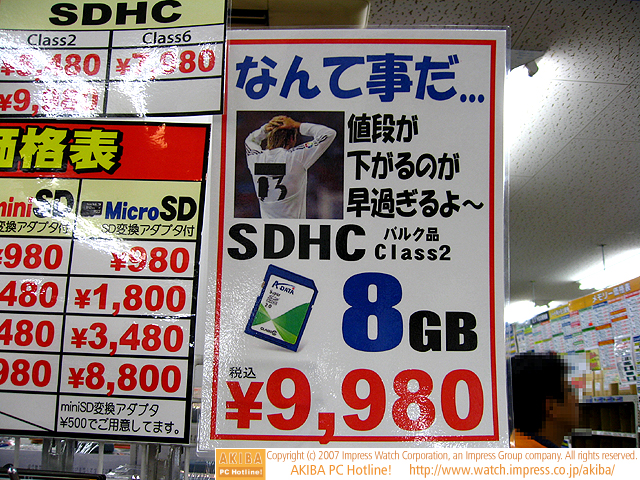 SDHC
Class2 Class6
¥3,480 ¥7,980
¥9,
価格表
miniSD MicroSD
変換アダプタ付 SD変換アダプタ付
¥980 ¥980
480 ¥1,800
480 ¥3,480
980 ¥8,800
miniSD変換アダプタ
¥500でご用意してます。
なんて事だ...
値段が
下がるのが
早過ぎるよ~
SDHC バルク品 Class2
A-DATA
8GB
税込
¥9,980
AKIBA PC Hotline!
Copyright (c) 2007 Impress Watch Corporation, an Impress Group company. All rights reserved.
AKIBA PC Hotline! http://www.watch.impress.co.jp/akiba/